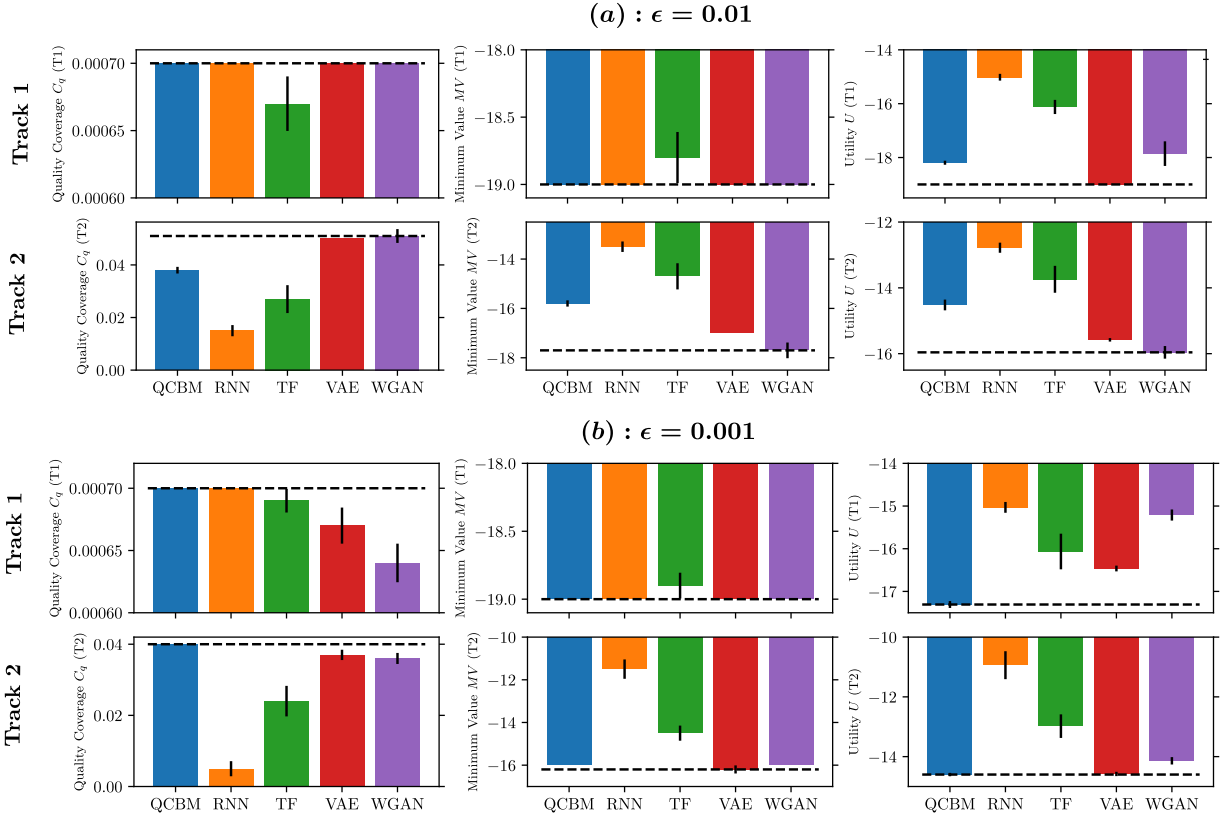 (a) : ϵ = 0.01
Track 1
Quality Coverage C_q (T1)
0.00070
0.00065
0.00060
Minimum Value MV (T1)
−18.0
−18.5
−19.0
Utility U (T1)
−14
−16
−18
Track 2
Quality Coverage C_q (T2)
0.04
0.02
0.00
QCBM RNN TF VAE WGAN
Minimum Value MV (T2)
−14
−16
−18
QCBM RNN TF VAE WGAN
Utility U (T2)
−12
−14
−16
QCBM RNN TF VAE WGAN
(b) : ϵ = 0.001
Track 1
Quality Coverage C_q (T1)
0.00070
0.00065
0.00060
Minimum Value MV (T1)
−18.0
−18.5
−19.0
Utility U (T1)
−14
−15
−16
−17
Track 2
Quality Coverage C_q (T2)
0.04
0.02
0.00
QCBM RNN TF VAE WGAN
Minimum Value MV (T2)
−10
−12
−14
−16
QCBM RNN TF VAE WGAN
Utility U (T2)
−10
−12
−14
QCBM RNN TF VAE WGAN